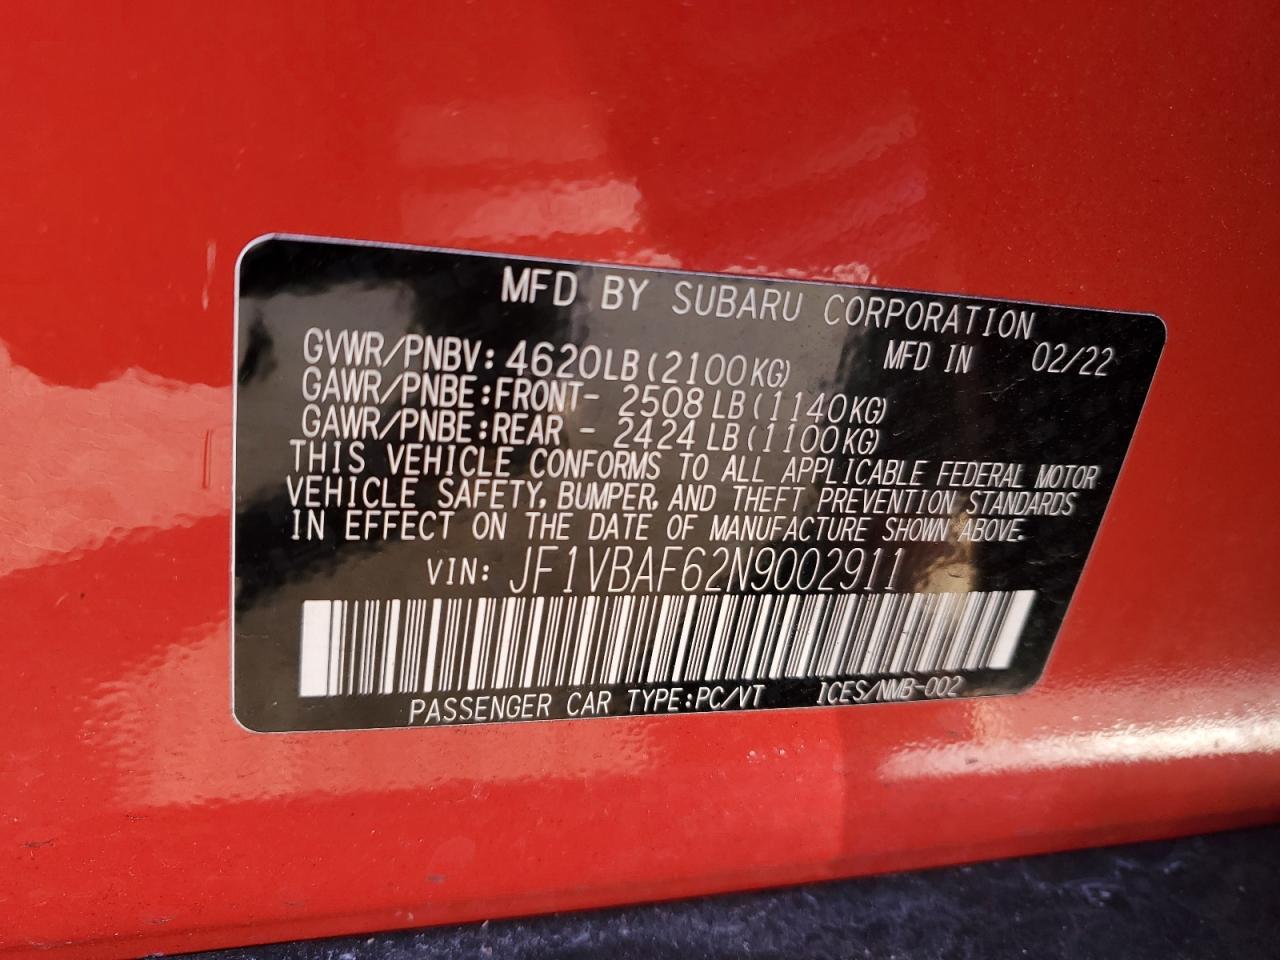 MFD BY SUBARU CORPORATION
GVWR/PNBV: 4620LB(2100KG) MFD IN 02/22
GAWR/PNBE:FRONT- 2508 LB(1140KG)
GAWR/PNBE:REAR - 2424 LB(1100KG)
THIS VEHICLE CONFORMS TO ALL APPLICABLE FEDERAL MOTOR
VEHICLE SAFETY, BUMPER, AND THEFT PREVENTION STANDARDS
IN EFFECT ON THE DATE OF MANUFACTURE SHOWN ABOVE.
VIN: JF1VBAF62N9002911
PASSENGER CAR TYPE:PC/VT ICES/NMB-002